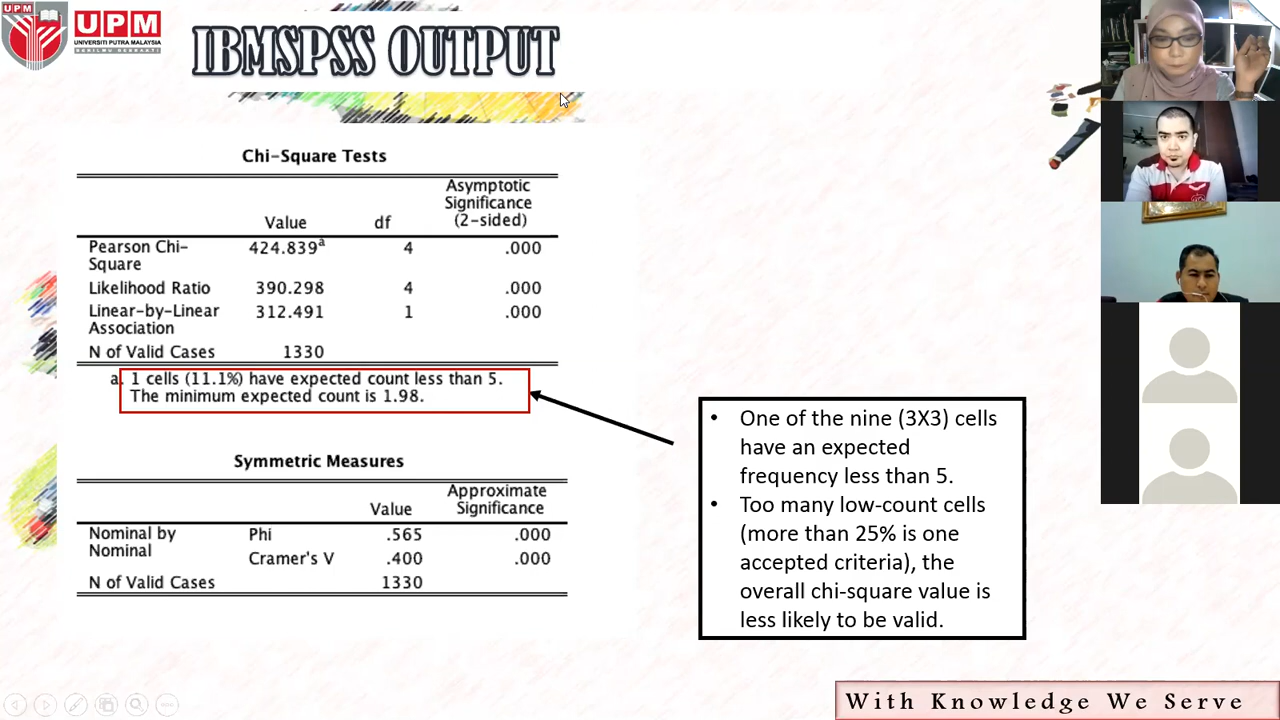 UPM
UPM
UNIVERSITI PUTRA MALAYSIA
BERILMU BERBAKTI
IBMSPSS OUTPUT
Chi-Square Tests
Value df Asymptotic Significance (2-sided)
Pearson Chi-Square 424.839a 4 .000
Likelihood Ratio 390.298 4 .000
Linear-by-Linear Association 312.491 1 .000
N of Valid Cases 1330
a. 1 cells (11.1%) have expected count less than 5.
The minimum expected count is 1.98.
Symmetric Measures
Value Approximate Significance
Nominal by Nominal Phi .565 .000
Cramer's V .400 .000
N of Valid Cases 1330
• One of the nine (3X3) cells
have an expected
frequency less than 5.
• Too many low-count cells
(more than 25% is one
accepted criteria), the
overall chi-square value is
less likely to be valid.
With Knowledge We Serve